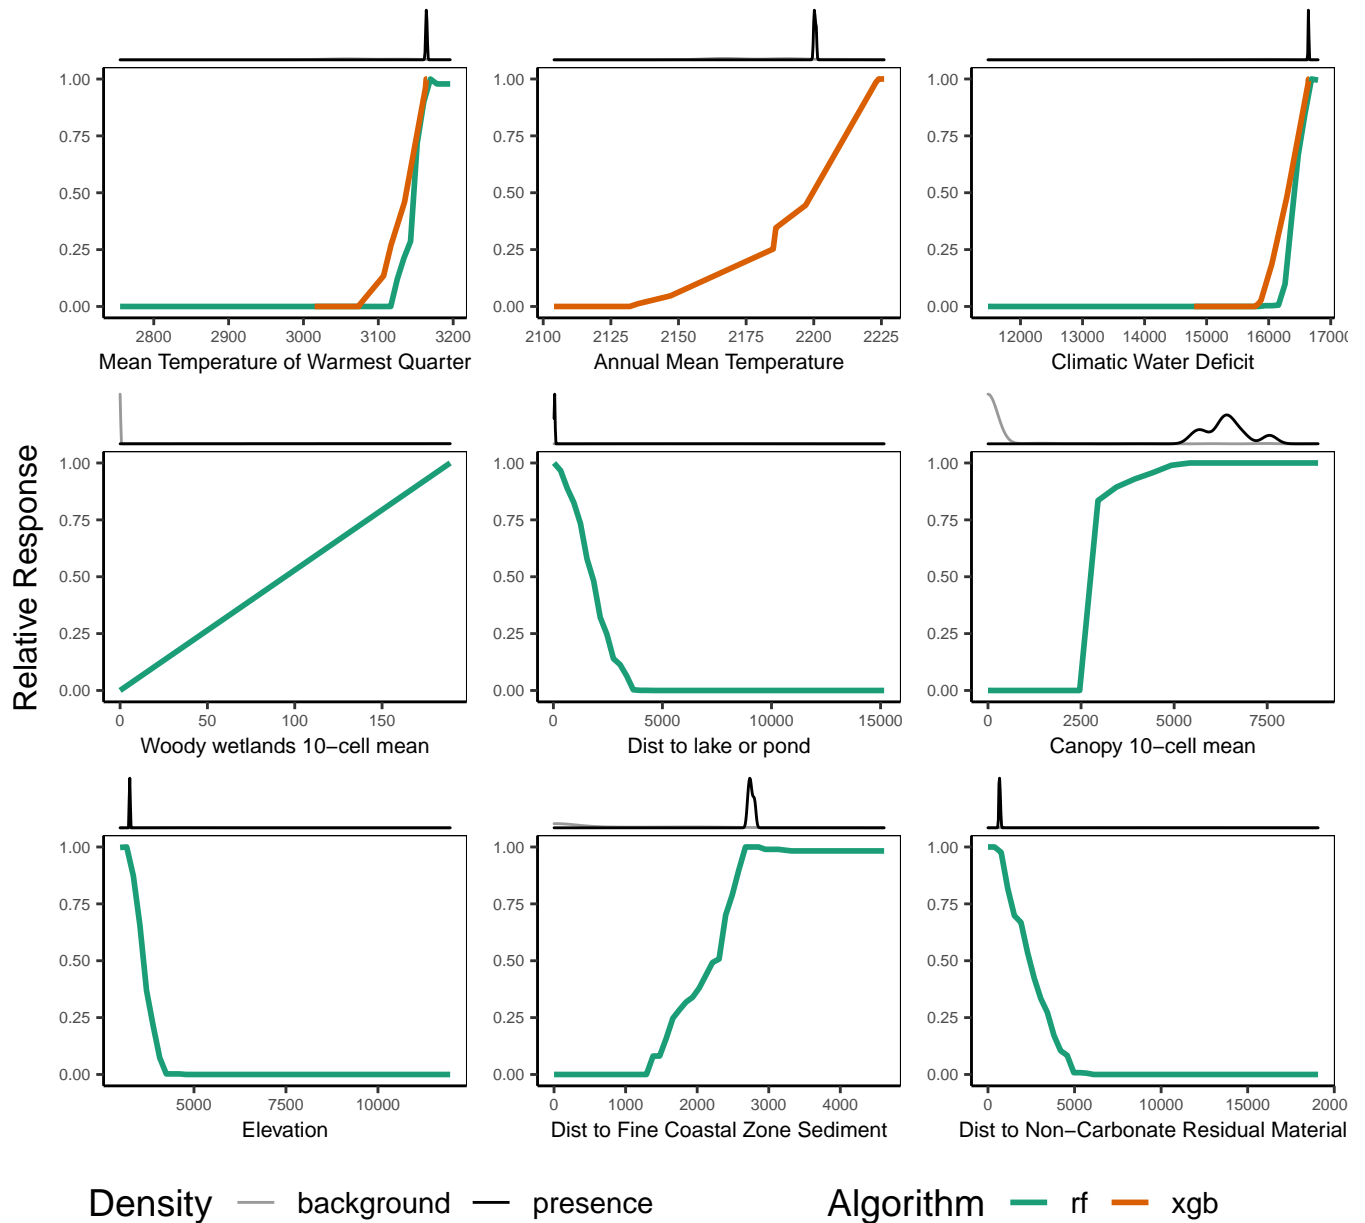 1.00
0.75
0.50
0.25
0.00
2800 2900 3000 3100 3200
Mean Temperature of Warmest Quarter
1.00
0.75
0.50
0.25
0.00
2100 2125 2150 2175 2200 2225
Annual Mean Temperature
1.00
0.75
0.50
0.25
0.00
12000 13000 14000 15000 16000 17000
Climatic Water Deficit
Relative Response
1.00
0.75
0.50
0.25
0.00
0 50 100 150
Woody wetlands 10−cell mean
1.00
0.75
0.50
0.25
0.00
0 5000 10000 15000
Dist to lake or pond
1.00
0.75
0.50
0.25
0.00
0 2500 5000 7500
Canopy 10−cell mean
1.00
0.75
0.50
0.25
0.00
5000 7500 10000
Elevation
1.00
0.75
0.50
0.25
0.00
0 1000 2000 3000 4000
Dist to Fine Coastal Zone Sediment
1.00
0.75
0.50
0.25
0.00
0 5000 10000 15000 2000
Dist to Non−Carbonate Residual Material
Density background presence Algorithm rf xgb